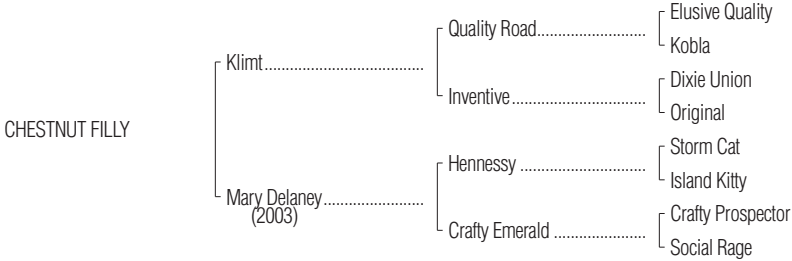 Elusive Quality
Quality Road..............................
Kobla
Klimt............................................
Dixie Union
Inventive.....................................
Original
CHESTNUT FILLY
Storm Cat
Hennessy ...................................
Island Kitty
Mary Delaney............................
(2003)
Crafty Prospector
Crafty Emerald ..........................
Social Rage